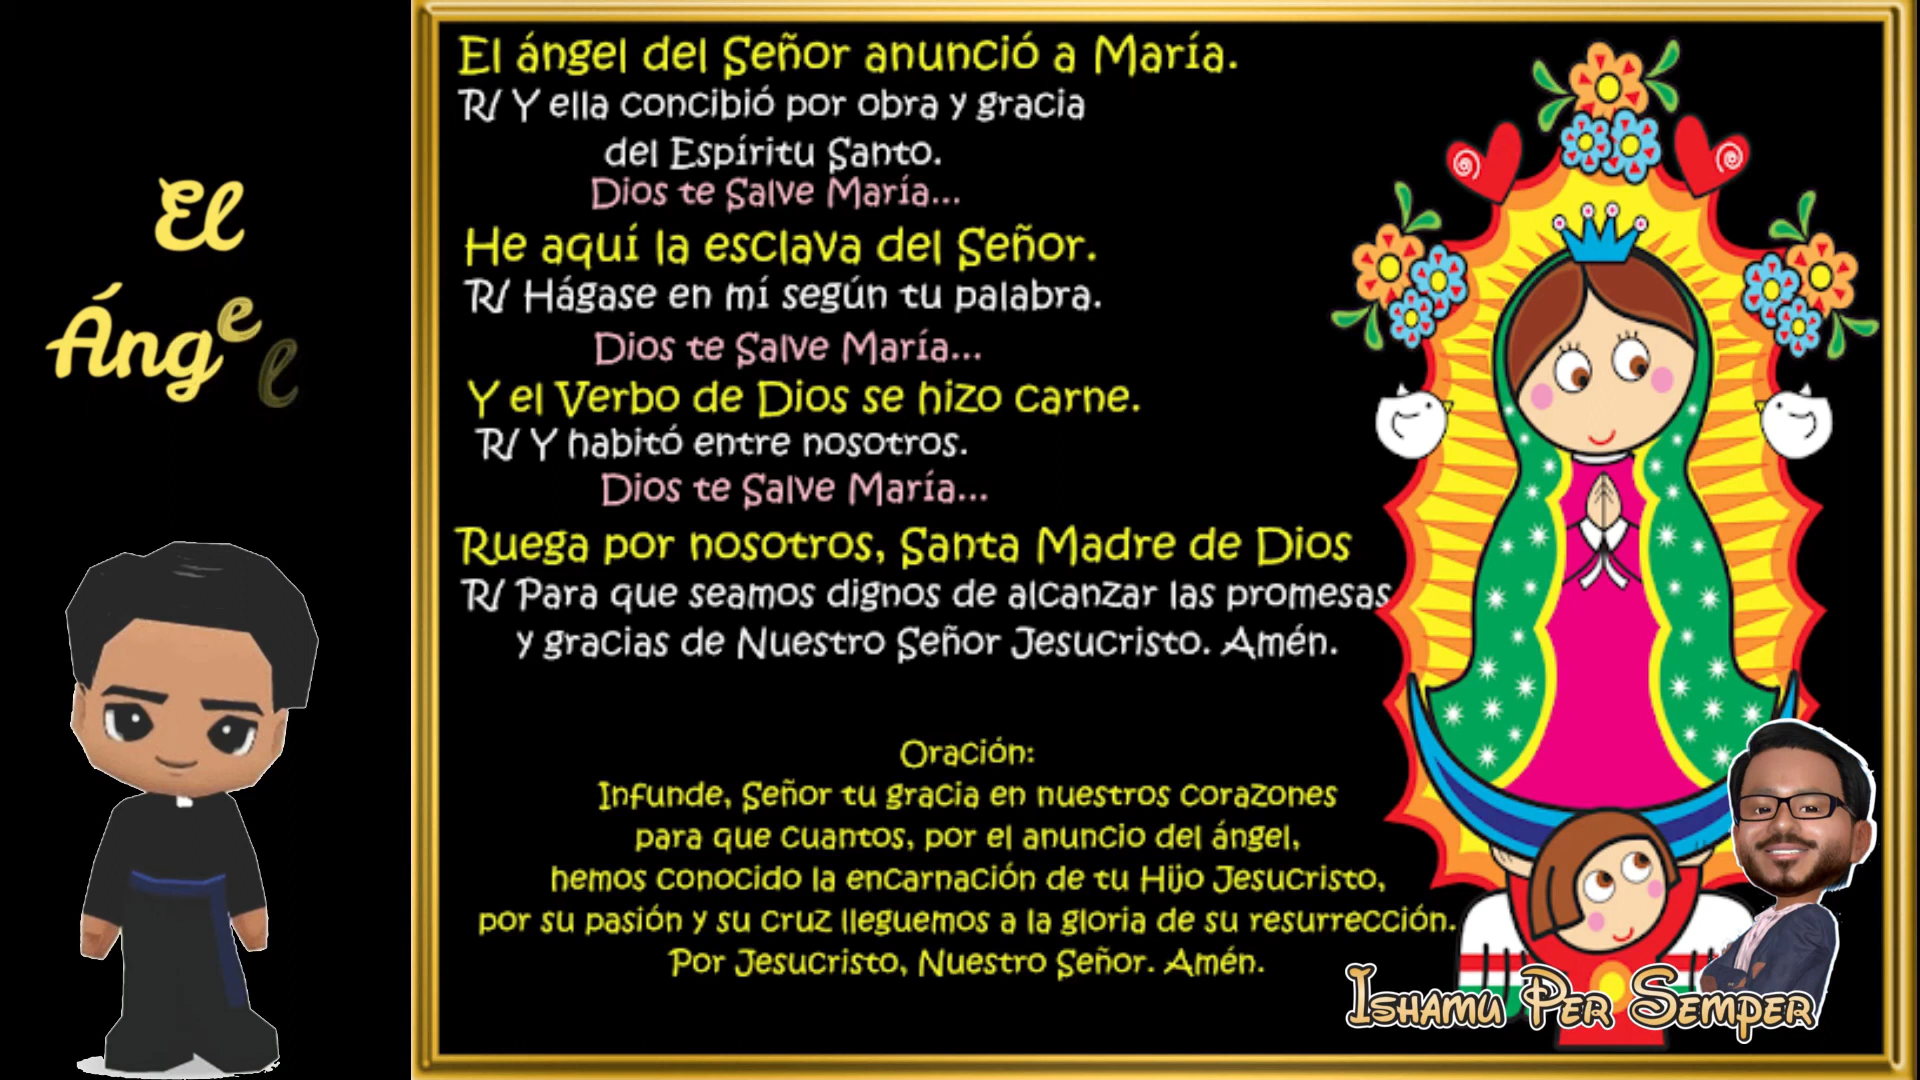 El
Ángel
El ángel del Señor anunció a María.
R/ Y ella concibió por obra y gracia
del Espíritu Santo.
Dios te Salve María...
He aquí la esclava del Señor.
R/ Hágase en mí según tu palabra.
Dios te Salve María...
Y el Verbo de Dios se hizo carne.
R/ Y habitó entre nosotros.
Dios te Salve María...
Ruega por nosotros, Santa Madre de Dios
R/ Para que seamos dignos de alcanzar las promesas
y gracias de Nuestro Señor Jesucristo. Amén.
Oración:
Infunde, Señor tu gracia en nuestros corazones
para que cuantos, por el anuncio del ángel,
hemos conocido la encarnación de tu Hijo Jesucristo,
por su pasión y su cruz lleguemos a la gloria de su resurrección.
Por Jesucristo, Nuestro Señor. Amén.
Ishamu Per Semper